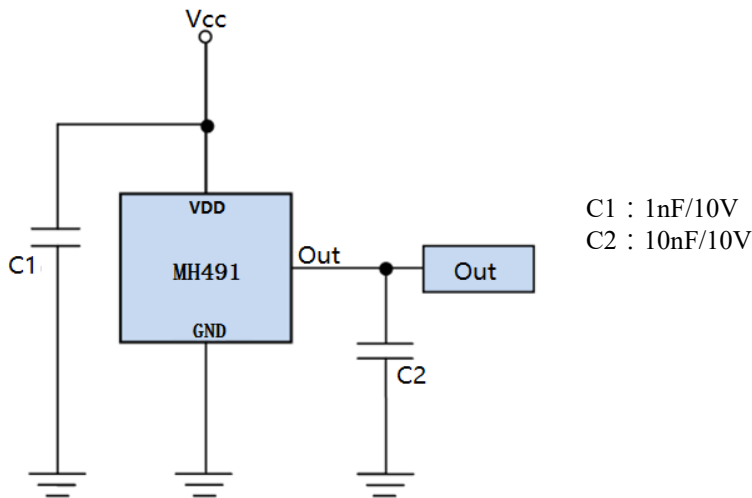 Vcc
VDD
C1
MH491
Out
Out
GND
C2
C1：1nF/10V
C2：10nF/10V